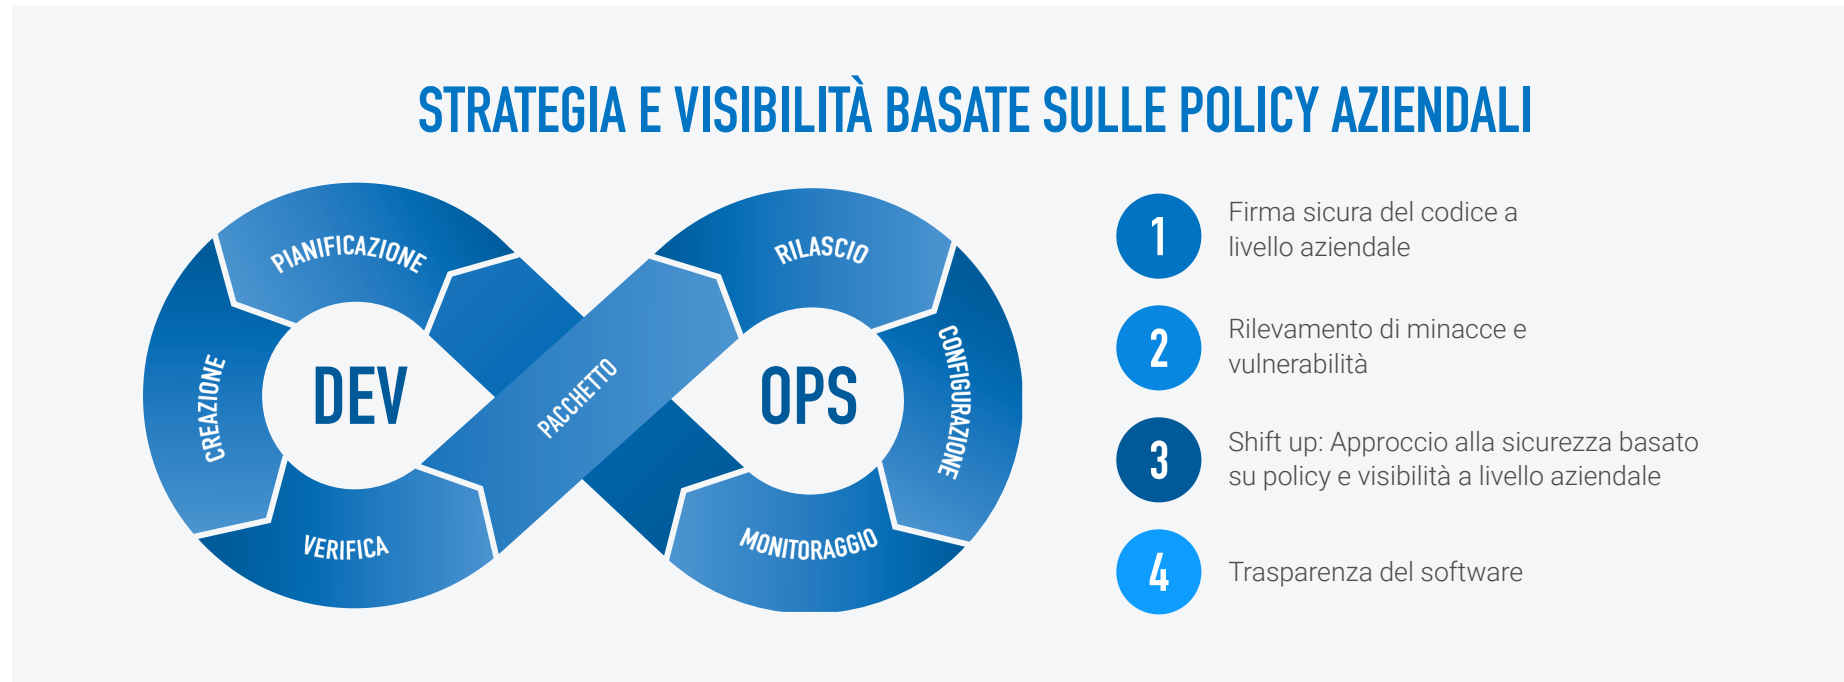 STRATEGIA E VISIBILITÀ BASATE SULLE POLICY AZIENDALI
PIANIFICAZIONE
CREAZIONE
VERIFICA
DEV
PACCHETTO
OPS
RILASCIO
CONFIGURAZIONE
MONITORAGGIO
1
Firma sicura del codice a
livello aziendale
2
Rilevamento di minacce e
vulnerabilità
3
Shift up: Approccio alla sicurezza basato
su policy e visibilità a livello aziendale
4
Trasparenza del software